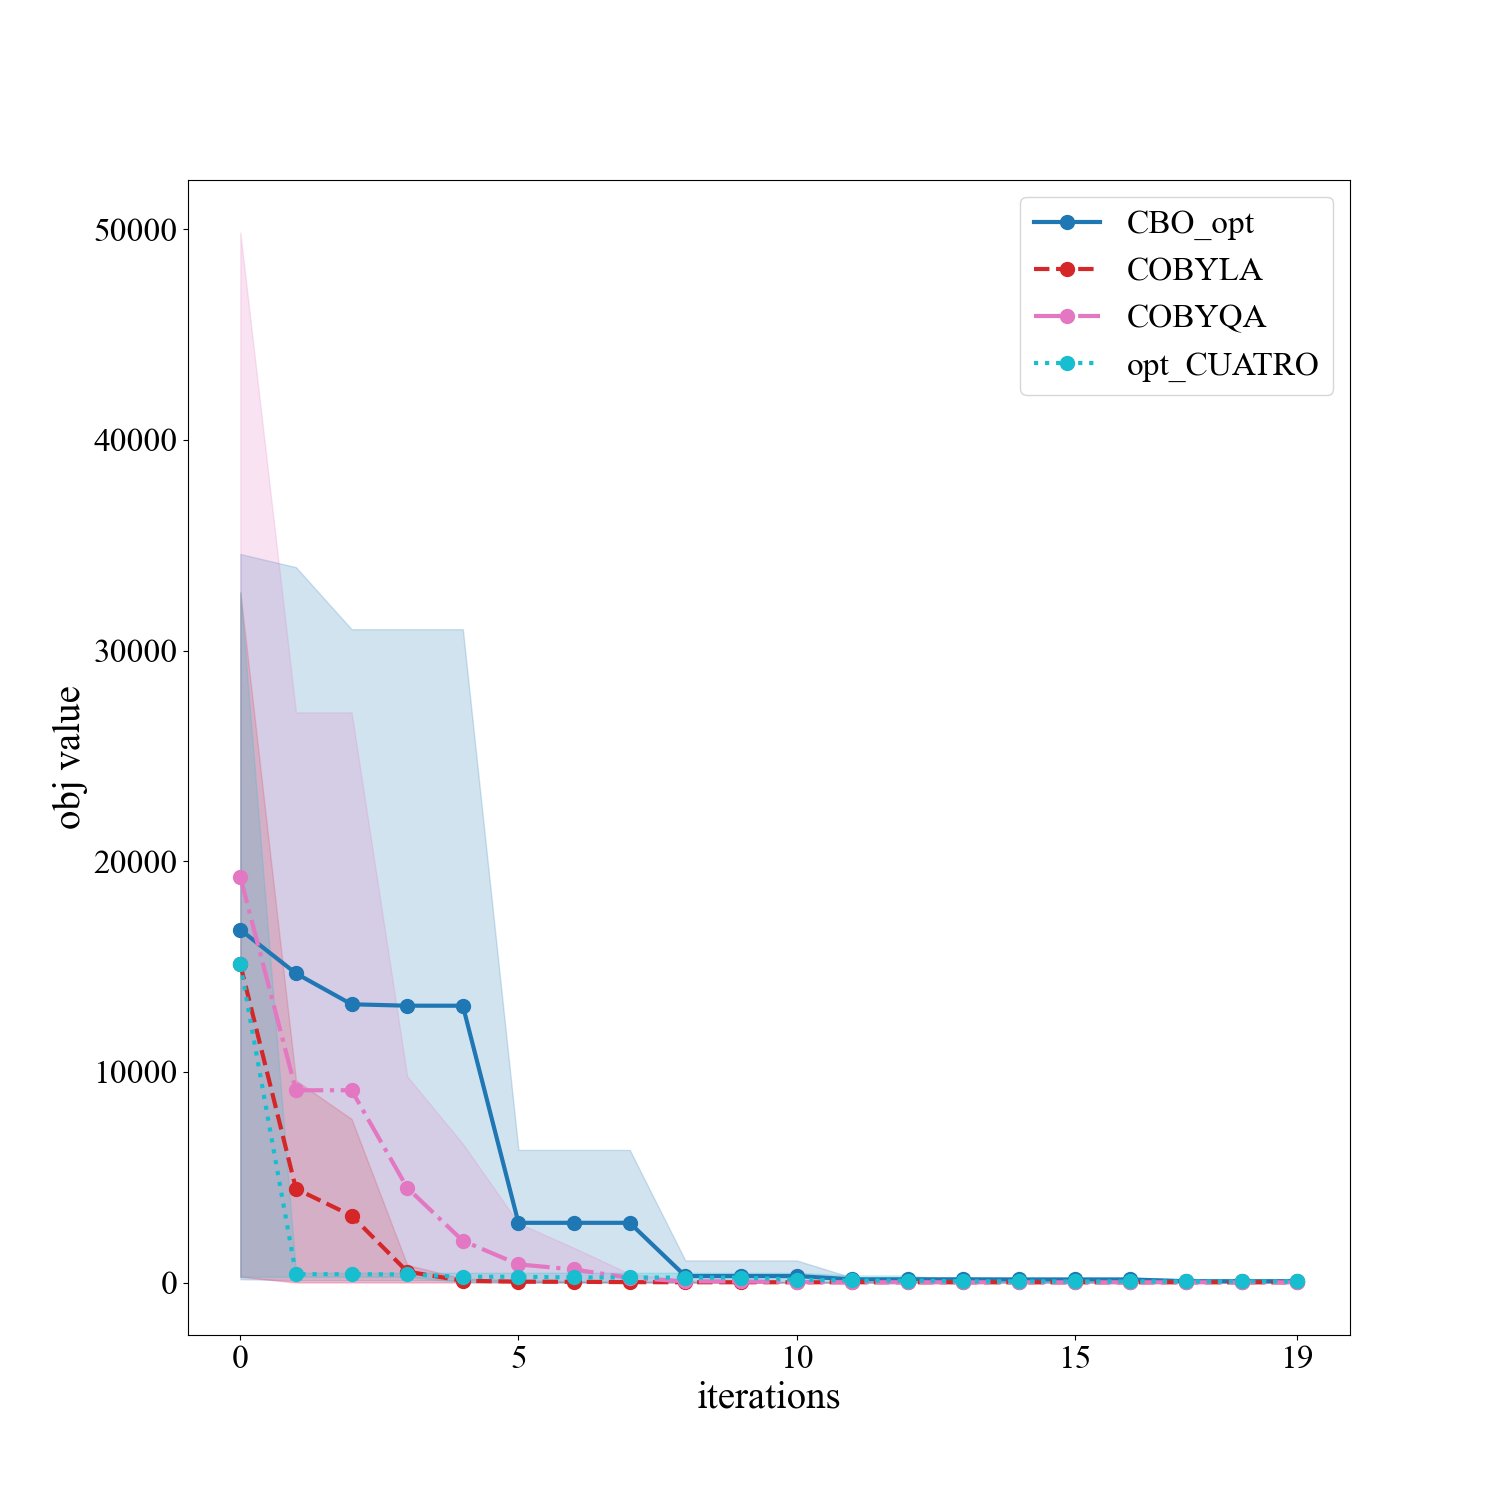 50000
40000
30000
20000
10000
0
obj value
0 5 10 15 19
iterations
CBO_opt
COBYLA
COBYQA
opt_CUATRO